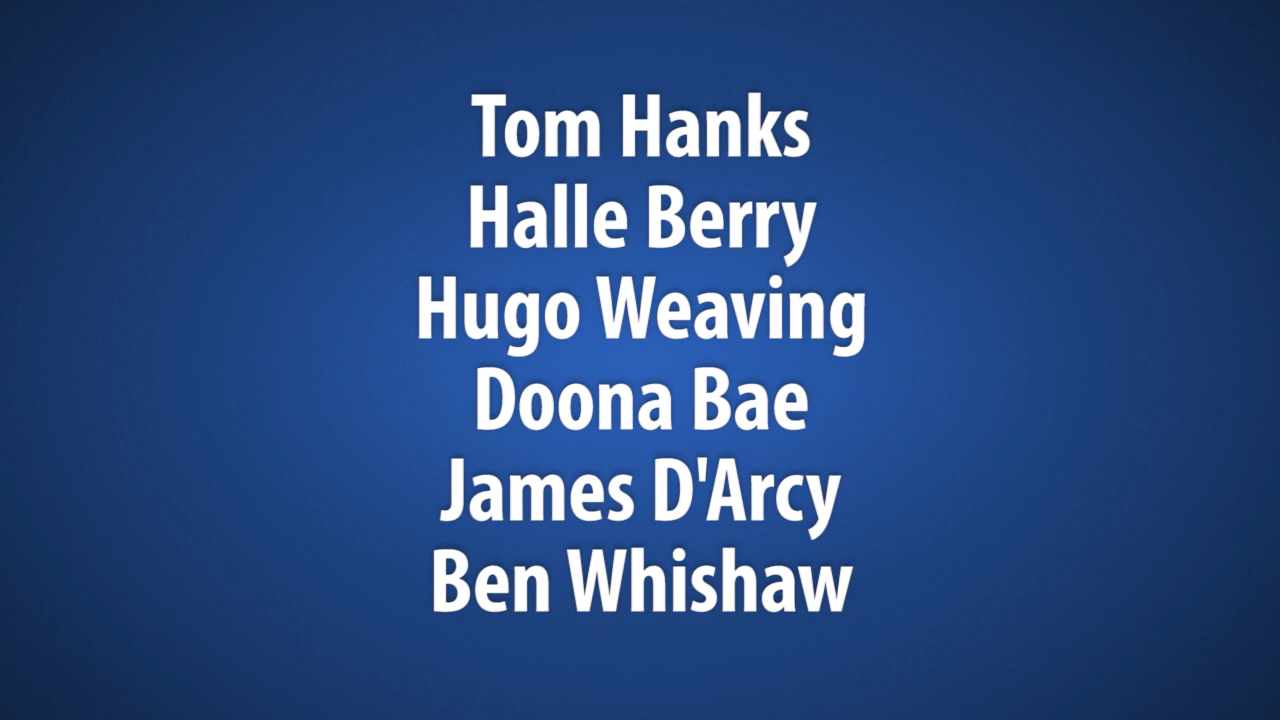 Tom Hanks
Halle Berry
Hugo Weaving
Doona Bae
James D'Arcy
Ben Whishaw